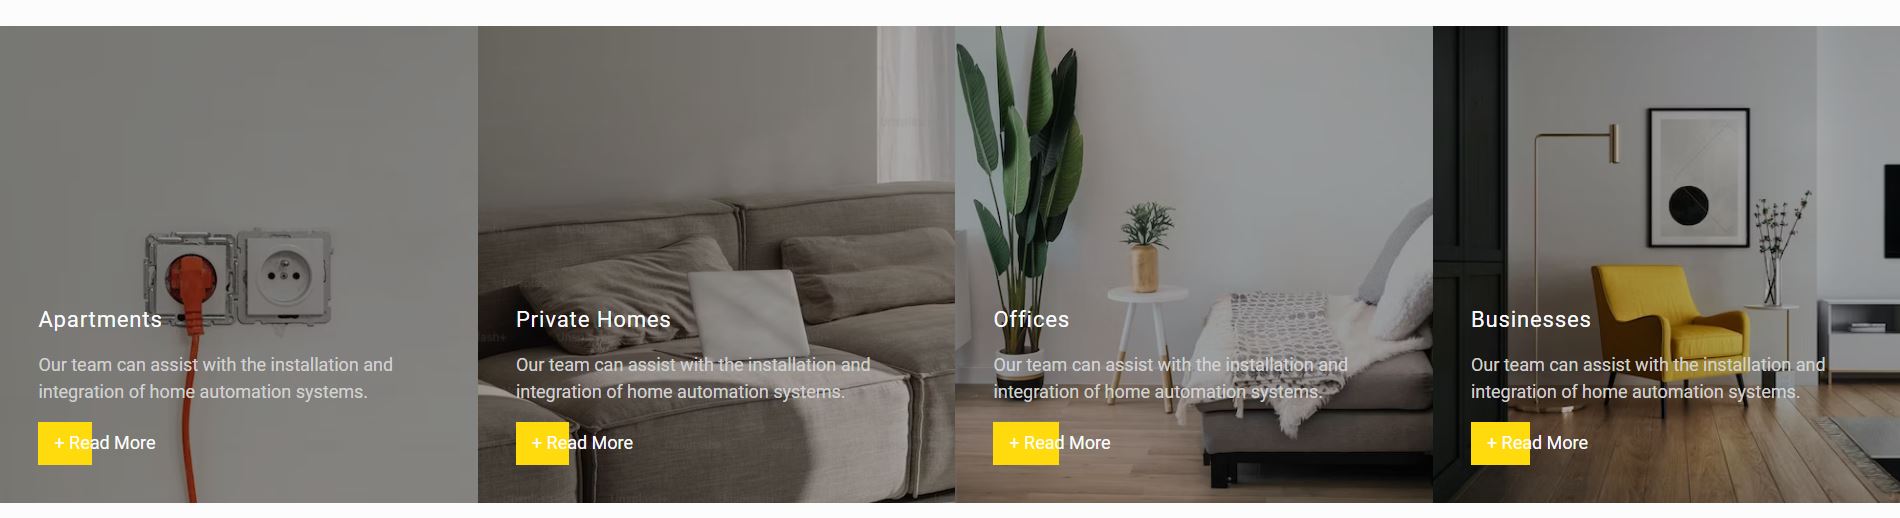 Apartments
Our team can assist with the installation and
integration of home automation systems.
+ Read More
Private Homes
Our team can assist with the installation and
integration of home automation systems.
+ Read More
Offices
Our team can assist with the installation and
integration of home automation systems.
+ Read More
Businesses
Our team can assist with the installation and
integration of home automation systems.
+ Read More